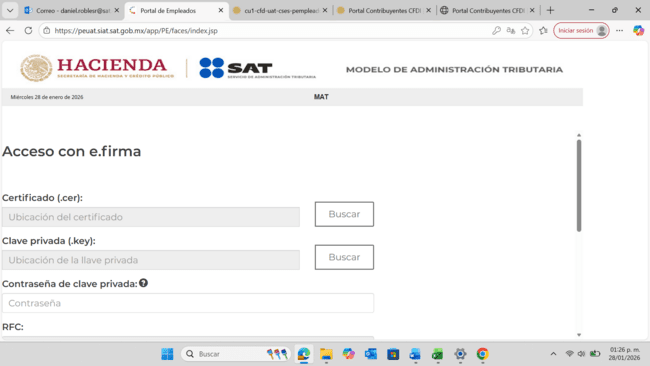 Correo - daniel.roblesr@sat
Portal de Empleados
cu1-cfd-uat-cses-pemplead
Portal Contribuyentes CFDI
Portal Contribuyentes CFDI
https://peuat.siat.sat.gob.mx/app/PE/faces/index.jsp
Iniciar sesión
HACIENDA
SECRETARÍA DE HACIENDA Y CRÉDITO PÚBLICO
SAT
SERVICIO DE ADMINISTRACIÓN TRIBUTARIA
MODELO DE ADMINISTRACIÓN TRIBUTARIA
Miércoles 28 de enero de 2026
MAT
Acceso con e.firma
Certificado (.cer):
Ubicación del certificado
Buscar
Clave privada (.key):
Ubicación de la llave privada
Buscar
Contraseña de clave privada:
Contraseña
RFC:
Buscar
01:26 p. m.
28/01/2026